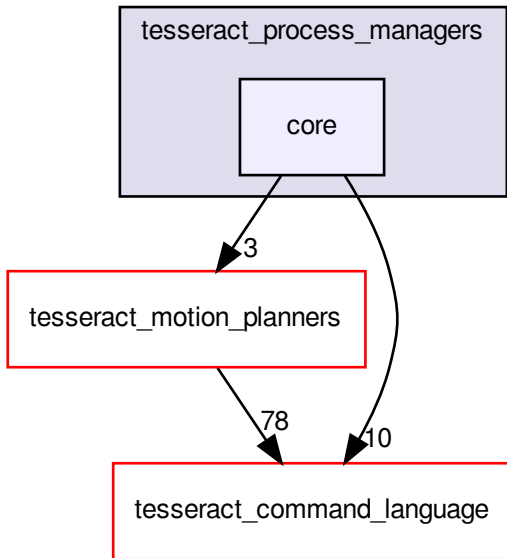 tesseract_process_managers
core
3
tesseract_motion_planners
78
10
tesseract_command_language